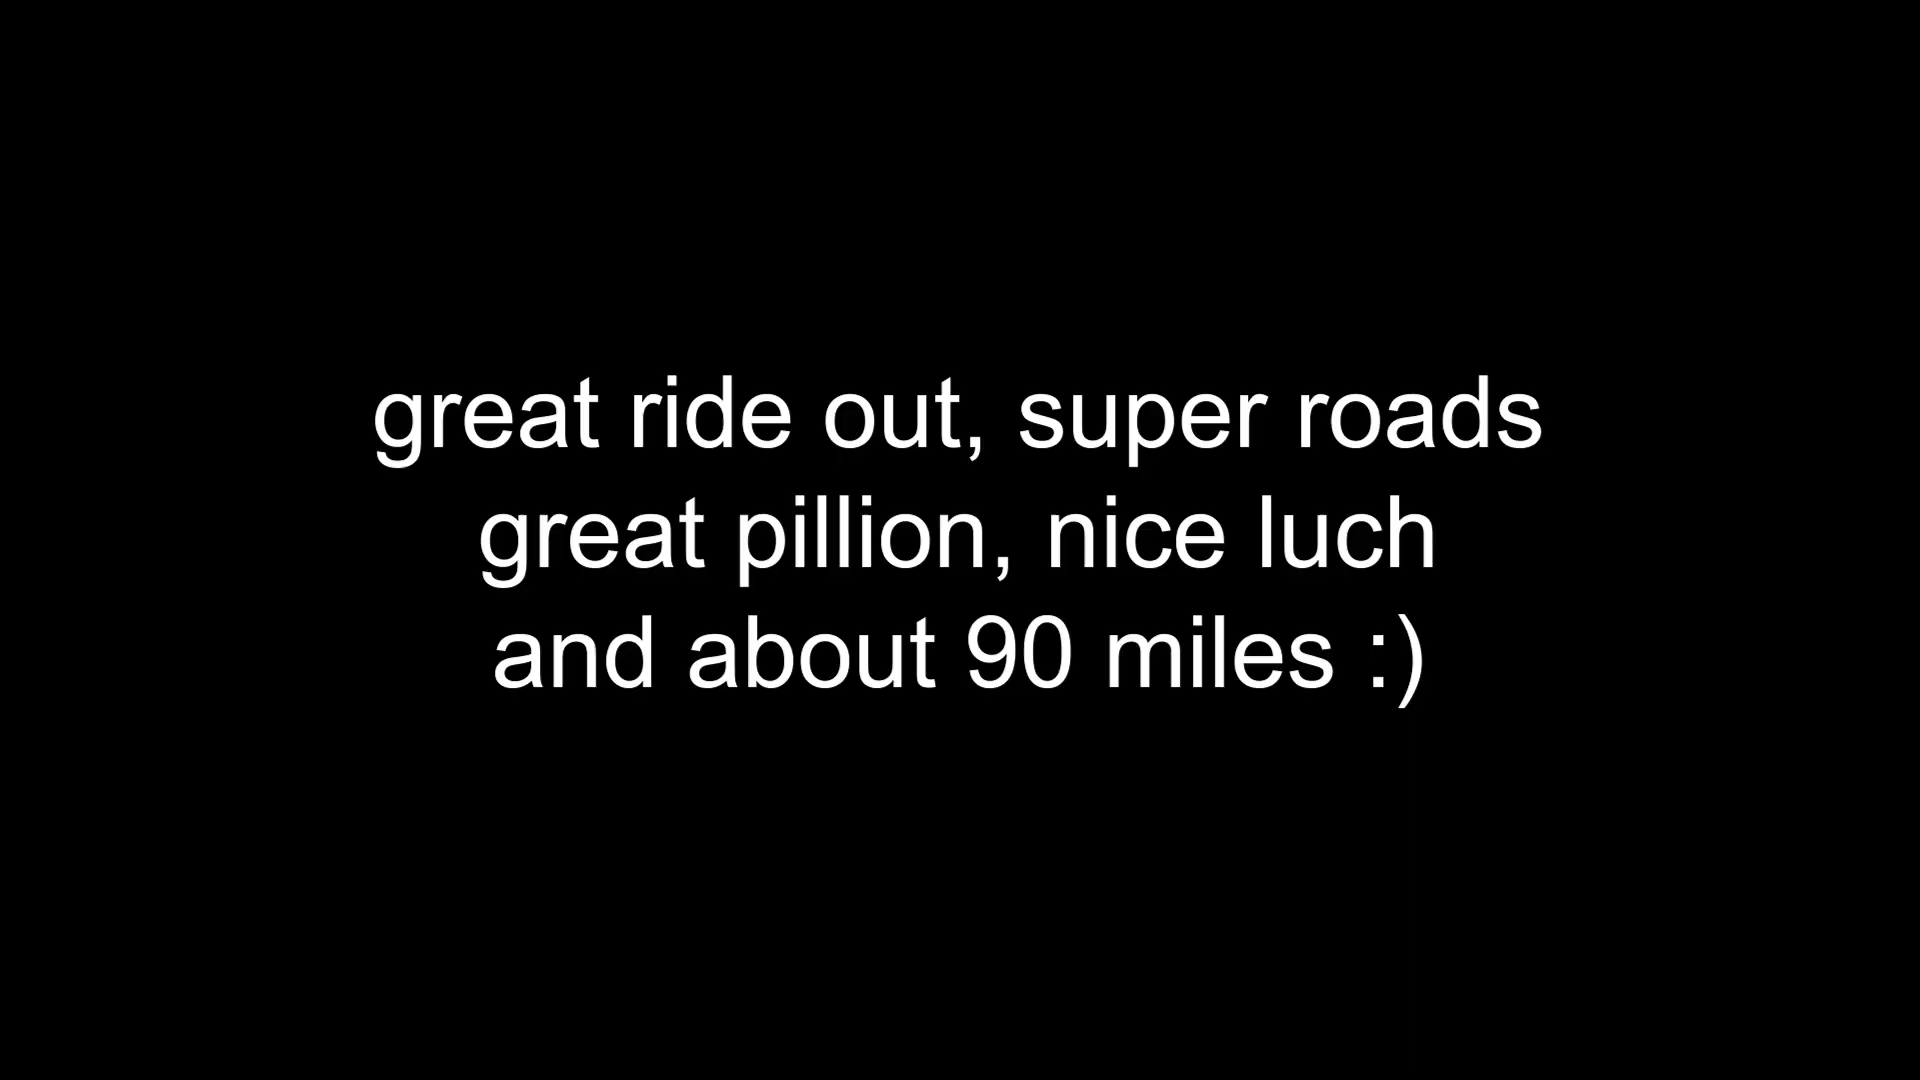 great ride out, super roads
great pillion, nice luch
and about 90 miles :)